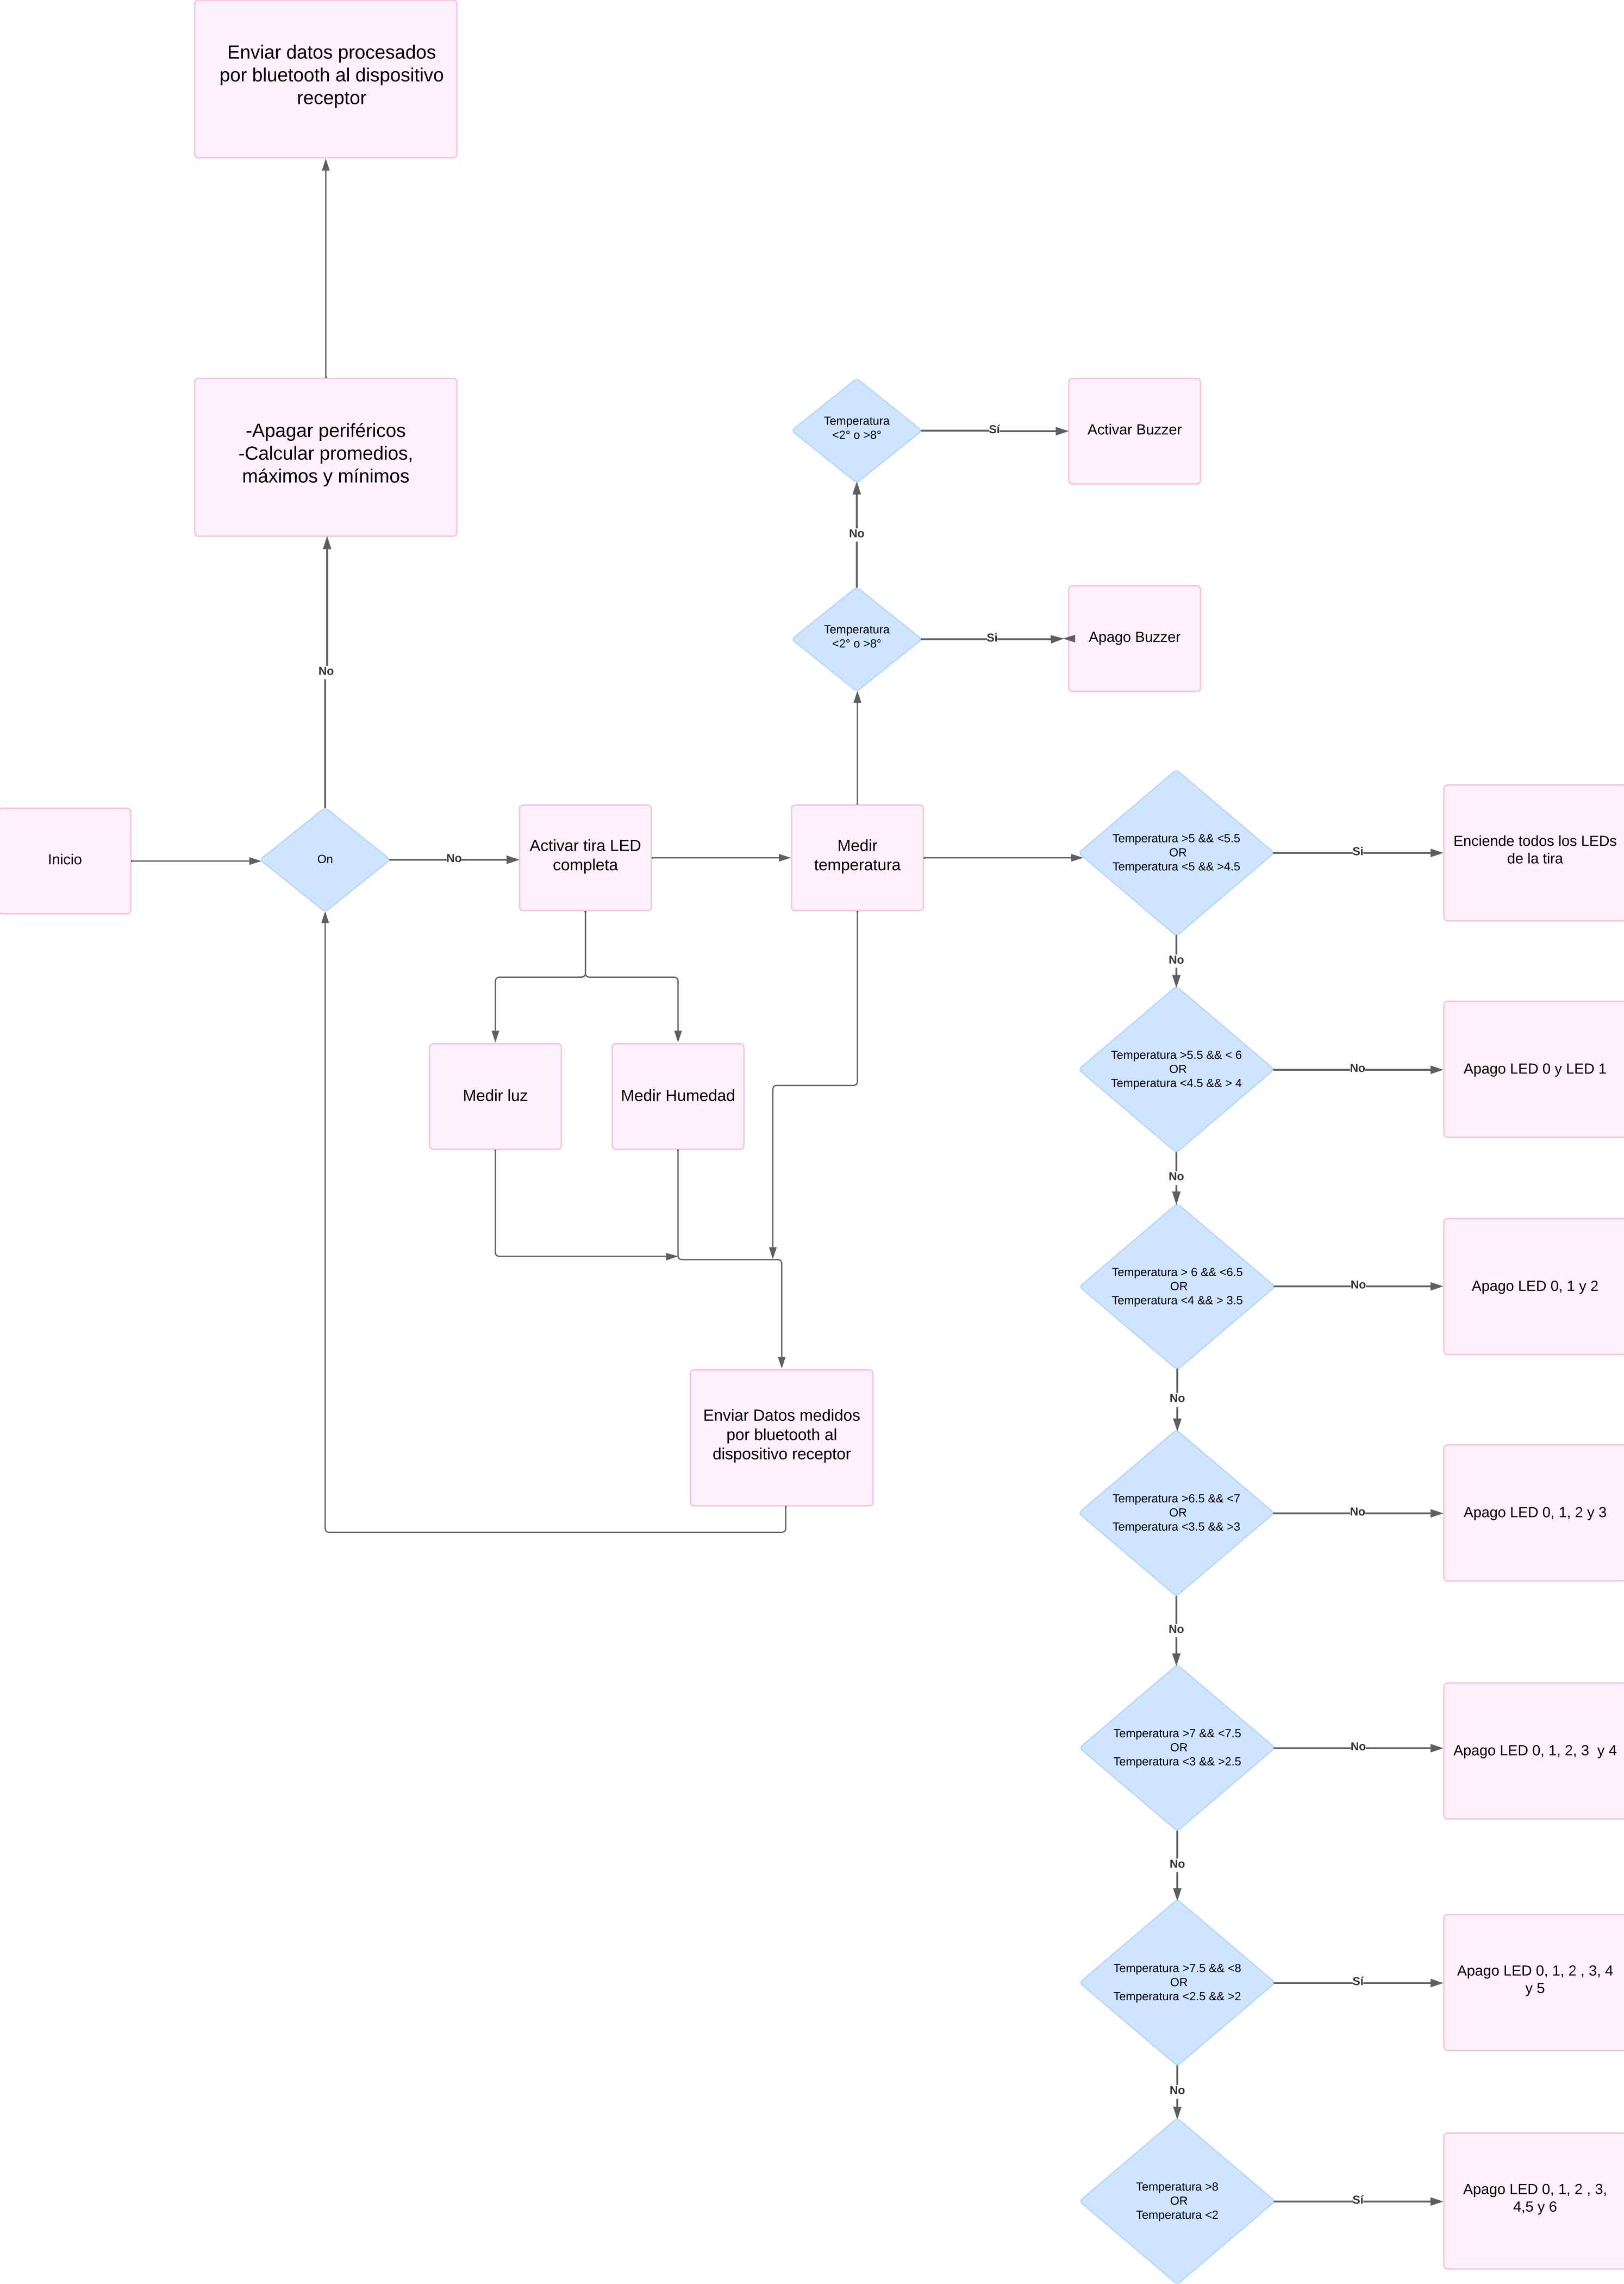 Enviar datos procesados
por bluetooth al dispositivo
receptor
-Apagar periféricos
-Calcular promedios,
máximos y mínimos
Temperatura
<2° o >8°
Sí
Activar Buzzer
No
Temperatura
<2° o >8°
Si
Apago Buzzer
No
Inicio
On
No
Activar tira LED
completa
Medir
temperatura
Temperatura >5 && <5.5
OR
Temperatura <5 && >4.5
Si
Enciende todos los LEDs
de la tira
No
Temperatura >5.5 && < 6
OR
Temperatura <4.5 && > 4
No
Apago LED 0 y LED 1
Medir luz
Medir Humedad
No
Temperatura > 6 && <6.5
OR
Temperatura <4 && > 3.5
No
Apago LED 0, 1 y 2
No
Enviar Datos medidos
por bluetooth al
dispositivo receptor
Temperatura >6.5 && <7
OR
Temperatura <3.5 && >3
No
Apago LED 0, 1, 2 y 3
No
Temperatura >7 && <7.5
OR
Temperatura <3 && >2.5
No
Apago LED 0, 1, 2, 3  y 4
No
Temperatura >7.5 && <8
OR
Temperatura <2.5 && >2
Sí
Apago LED 0, 1, 2 , 3, 4
y 5
No
Temperatura >8
OR
Temperatura <2
Sí
Apago LED 0, 1, 2 , 3,
4,5 y 6